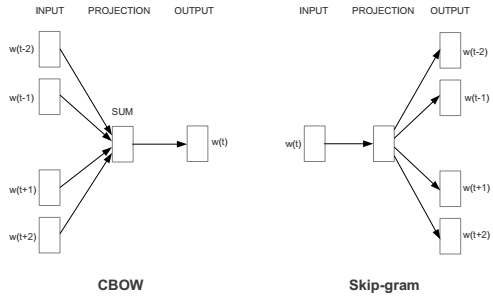 INPUT PROJECTION OUTPUT
w(t-2)
w(t-1)
SUM
w(t)
w(t+1)
w(t+2)
CBOW
INPUT PROJECTION OUTPUT
w(t-2)
w(t-1)
w(t)
w(t+1)
w(t+2)
Skip-gram